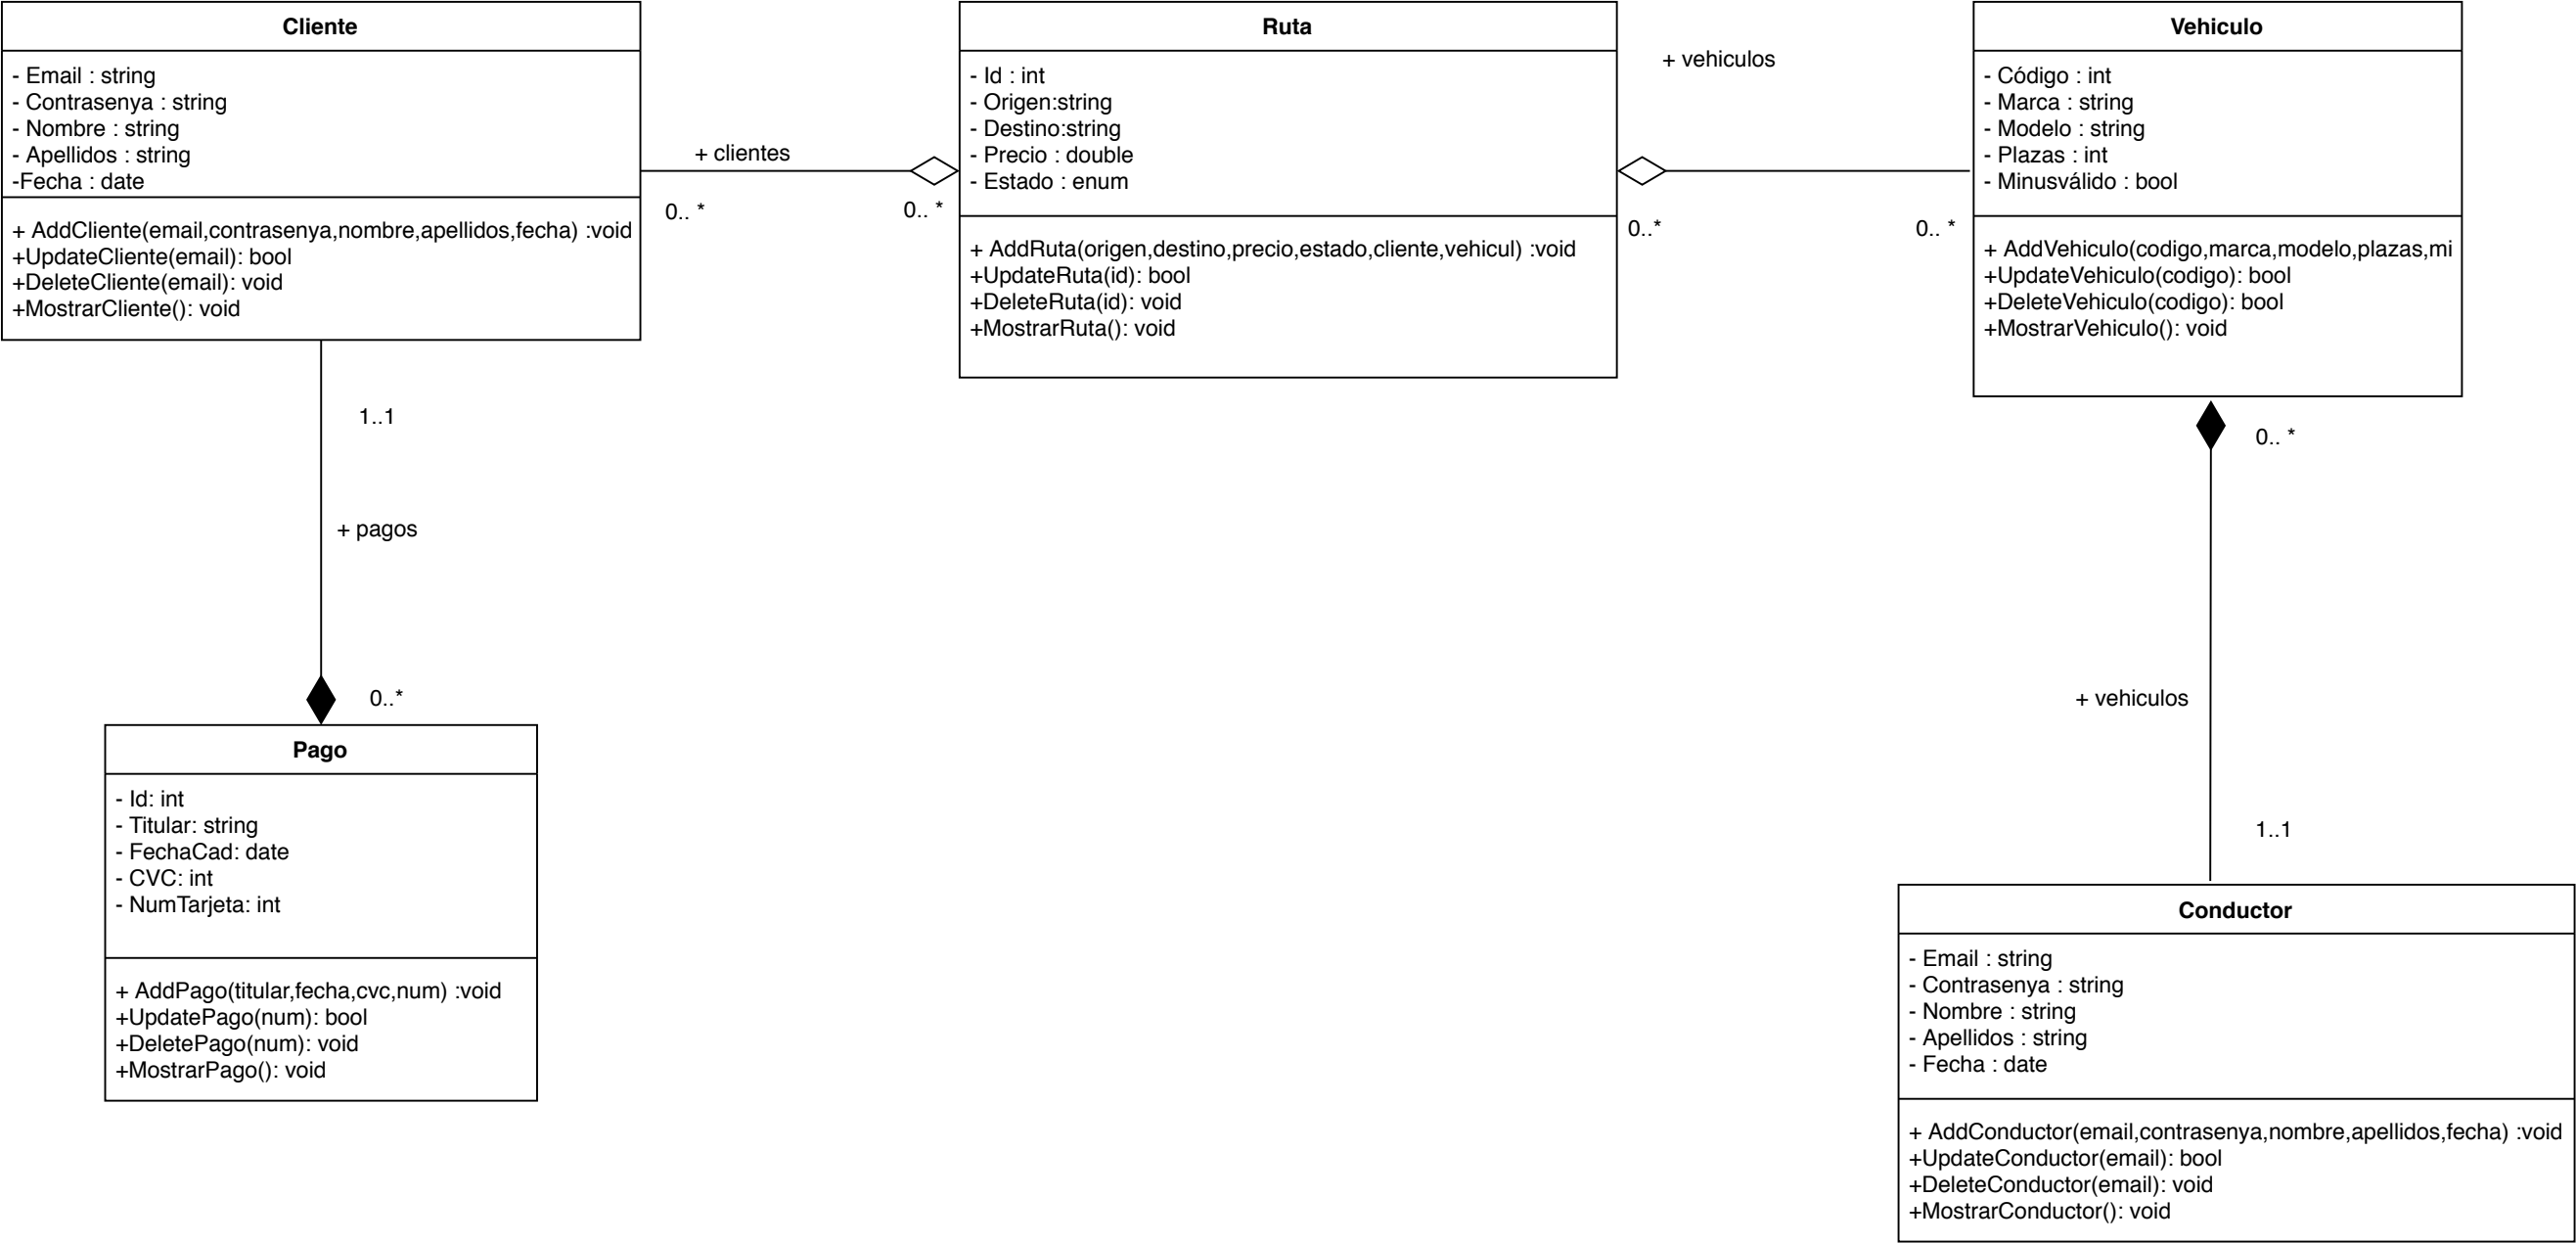 Cliente
- Email : string
- Contrasenya : string
- Nombre : string
- Apellidos : string
-Fecha : date
+ AddCliente(email,contrasenya,nombre,apellidos,fecha) :void
+UpdateCliente(email): bool
+DeleteCliente(email): void
+MostrarCliente(): void
+ clientes
0.. *
0.. *
Ruta
- Id : int
- Origen:string
- Destino:string
- Precio : double
- Estado : enum
+ AddRuta(origen,destino,precio,estado,cliente,vehicul) :void
+UpdateRuta(id): bool
+DeleteRuta(id): void
+MostrarRuta(): void
+ vehiculos
0..*
0.. *
Vehiculo
- Código : int
- Marca : string
- Modelo : string
- Plazas : int
- Minusválido : bool
+ AddVehiculo(codigo,marca,modelo,plazas,mi
+UpdateVehiculo(codigo): bool
+DeleteVehiculo(codigo): bool
+MostrarVehiculo(): void
1..1
+ pagos
0..*
Pago
- Id: int
- Titular: string
- FechaCad: date
- CVC: int
- NumTarjeta: int
+ AddPago(titular,fecha,cvc,num) :void
+UpdatePago(num): bool
+DeletePago(num): void
+MostrarPago(): void
0.. *
+ vehiculos
1..1
Conductor
- Email : string
- Contrasenya : string
- Nombre : string
- Apellidos : string
- Fecha : date
+ AddConductor(email,contrasenya,nombre,apellidos,fecha) :void
+UpdateConductor(email): bool
+DeleteConductor(email): void
+MostrarConductor(): void